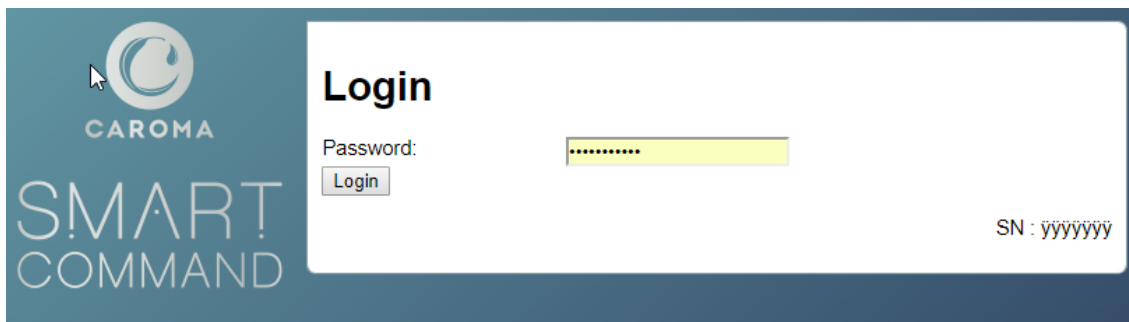 CAROMA
SMART
COMMAND
Login
Password: •••••••••••
Login
SN : ÿÿÿÿÿÿÿ